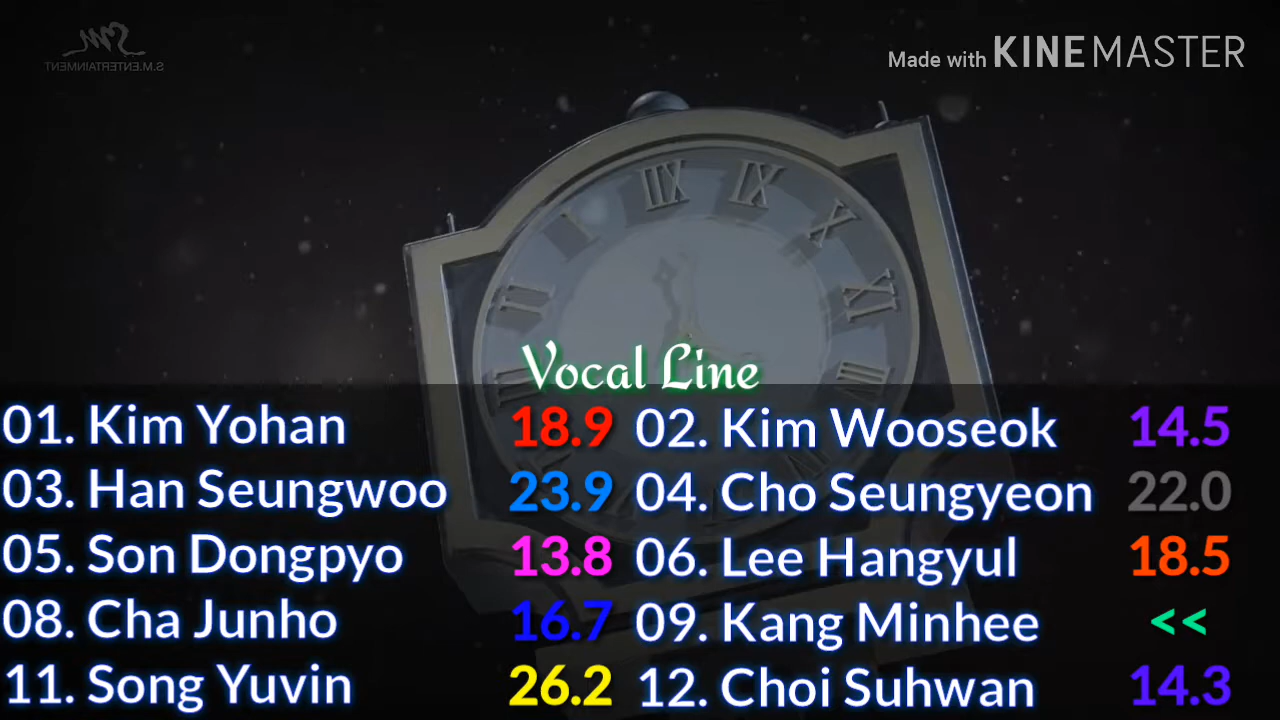 S.M.ENTERTAINMENT
Made with KINEMASTER
Vocal Line
01. Kim Yohan 18.9 02. Kim Wooseok 14.5
03. Han Seungwoo 23.9 04. Cho Seungyeon 22.0
05. Son Dongpyo 13.8 06. Lee Hangyul 18.5
08. Cha Junho 16.7 09. Kang Minhee <<
11. Song Yuvin 26.2 12. Choi Suhwan 14.3